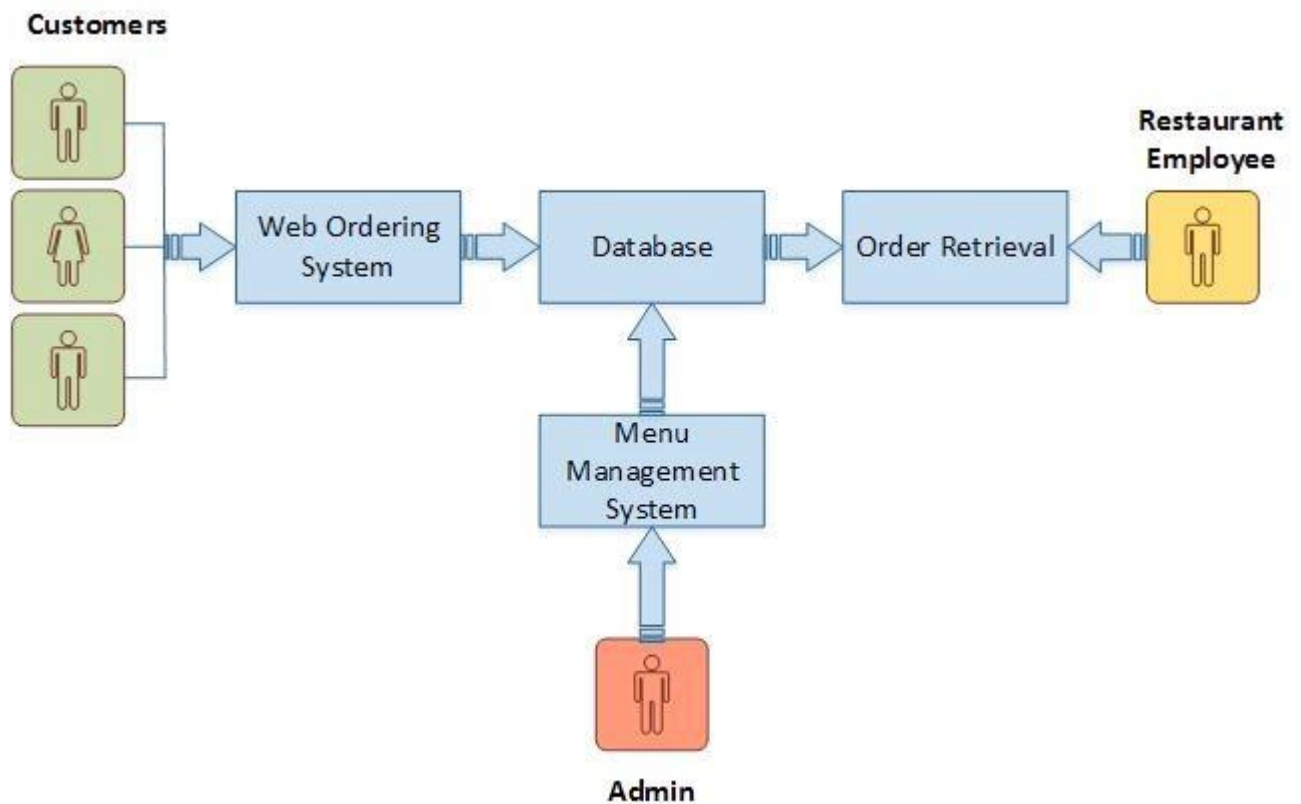 Customers
Restaurant
Employee
Web Ordering
System
Database
Order Retrieval
Menu
Management
System
Admin